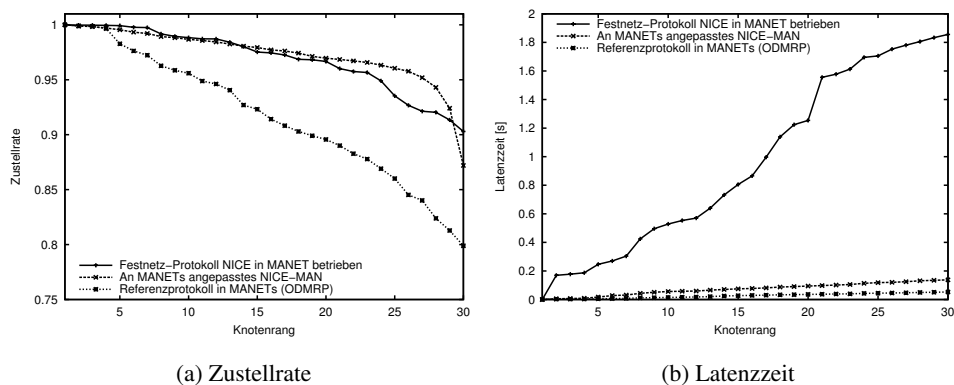 1
0.95
0.9
0.85
0.8
0.75
Zustellrate
Festnetz−Protokoll NICE in MANET betrieben
An MANETs angepasstes NICE−MAN
Referenzprotokoll in MANETs (ODMRP)
5 10 15 20 25 30
Knotenrang
(a) Zustellrate
2
1.8
1.6
1.4
1.2
1
0.8
0.6
0.4
0.2
0
Latenzzeit [s]
Festnetz−Protokoll NICE in MANET betrieben
An MANETs angepasstes NICE−MAN
Referenzprotokoll in MANETs (ODMRP)
5 10 15 20 25 30
Knotenrang
(b) Latenzzeit